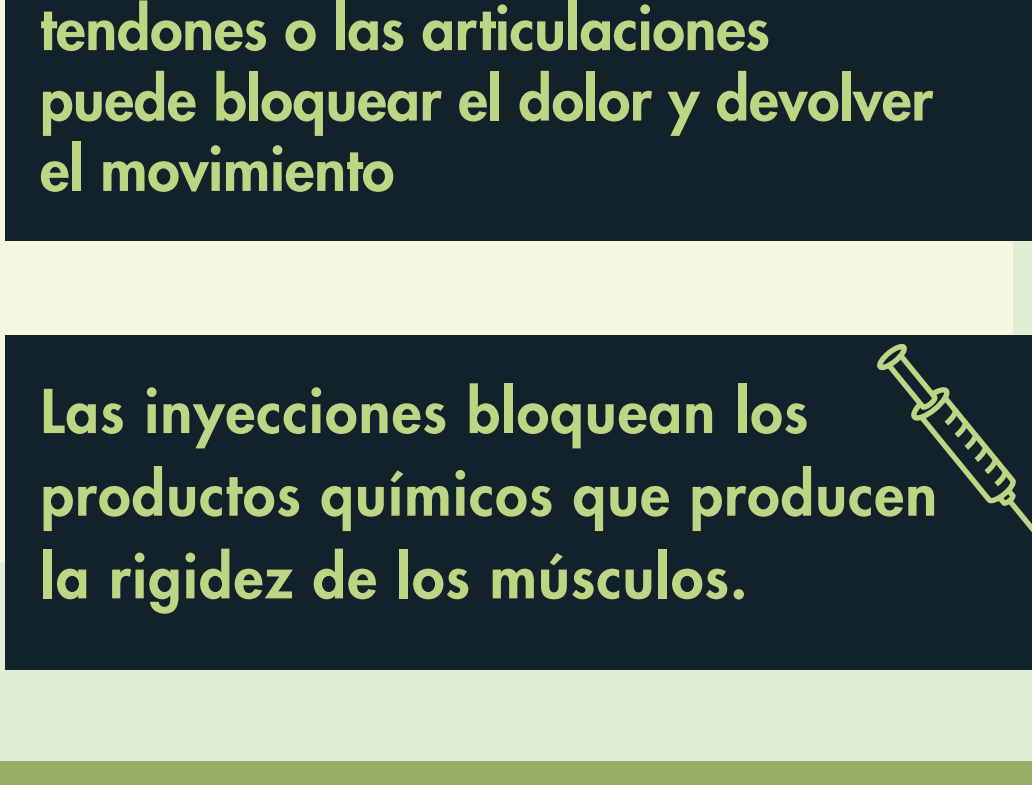 tendones o las articulaciones
puede bloquear el dolor y devolver
el movimiento
Las inyecciones bloquean los
productos químicos que producen
la rigidez de los músculos.